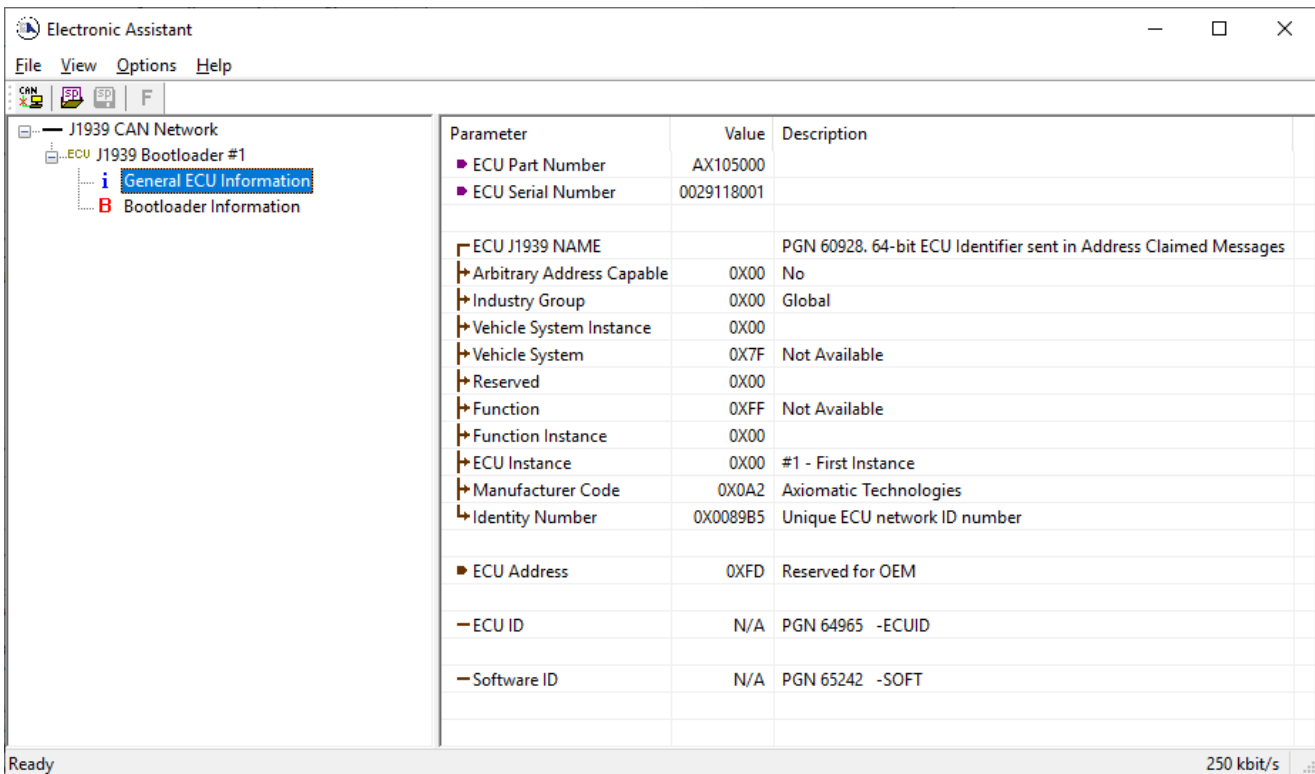 Electronic Assistant
File View Options Help
CAN SP SP F
J1939 CAN Network
ECU J1939 Bootloader #1
i General ECU Information
B Bootloader Information
Parameter Value Description
ECU Part Number AX105000
ECU Serial Number 0029118001
ECU J1939 NAME PGN 60928. 64-bit ECU Identifier sent in Address Claimed Messages
Arbitrary Address Capable 0X00 No
Industry Group 0X00 Global
Vehicle System Instance 0X00
Vehicle System 0X7F Not Available
Reserved 0X00
Function 0XFF Not Available
Function Instance 0X00
ECU Instance 0X00 #1 - First Instance
Manufacturer Code 0X0A2 Axiomatic Technologies
Identity Number 0X0089B5 Unique ECU network ID number
ECU Address 0XFD Reserved for OEM
ECU ID N/A PGN 64965 -ECUID
Software ID N/A PGN 65242 -SOFT
Ready 250 kbit/s